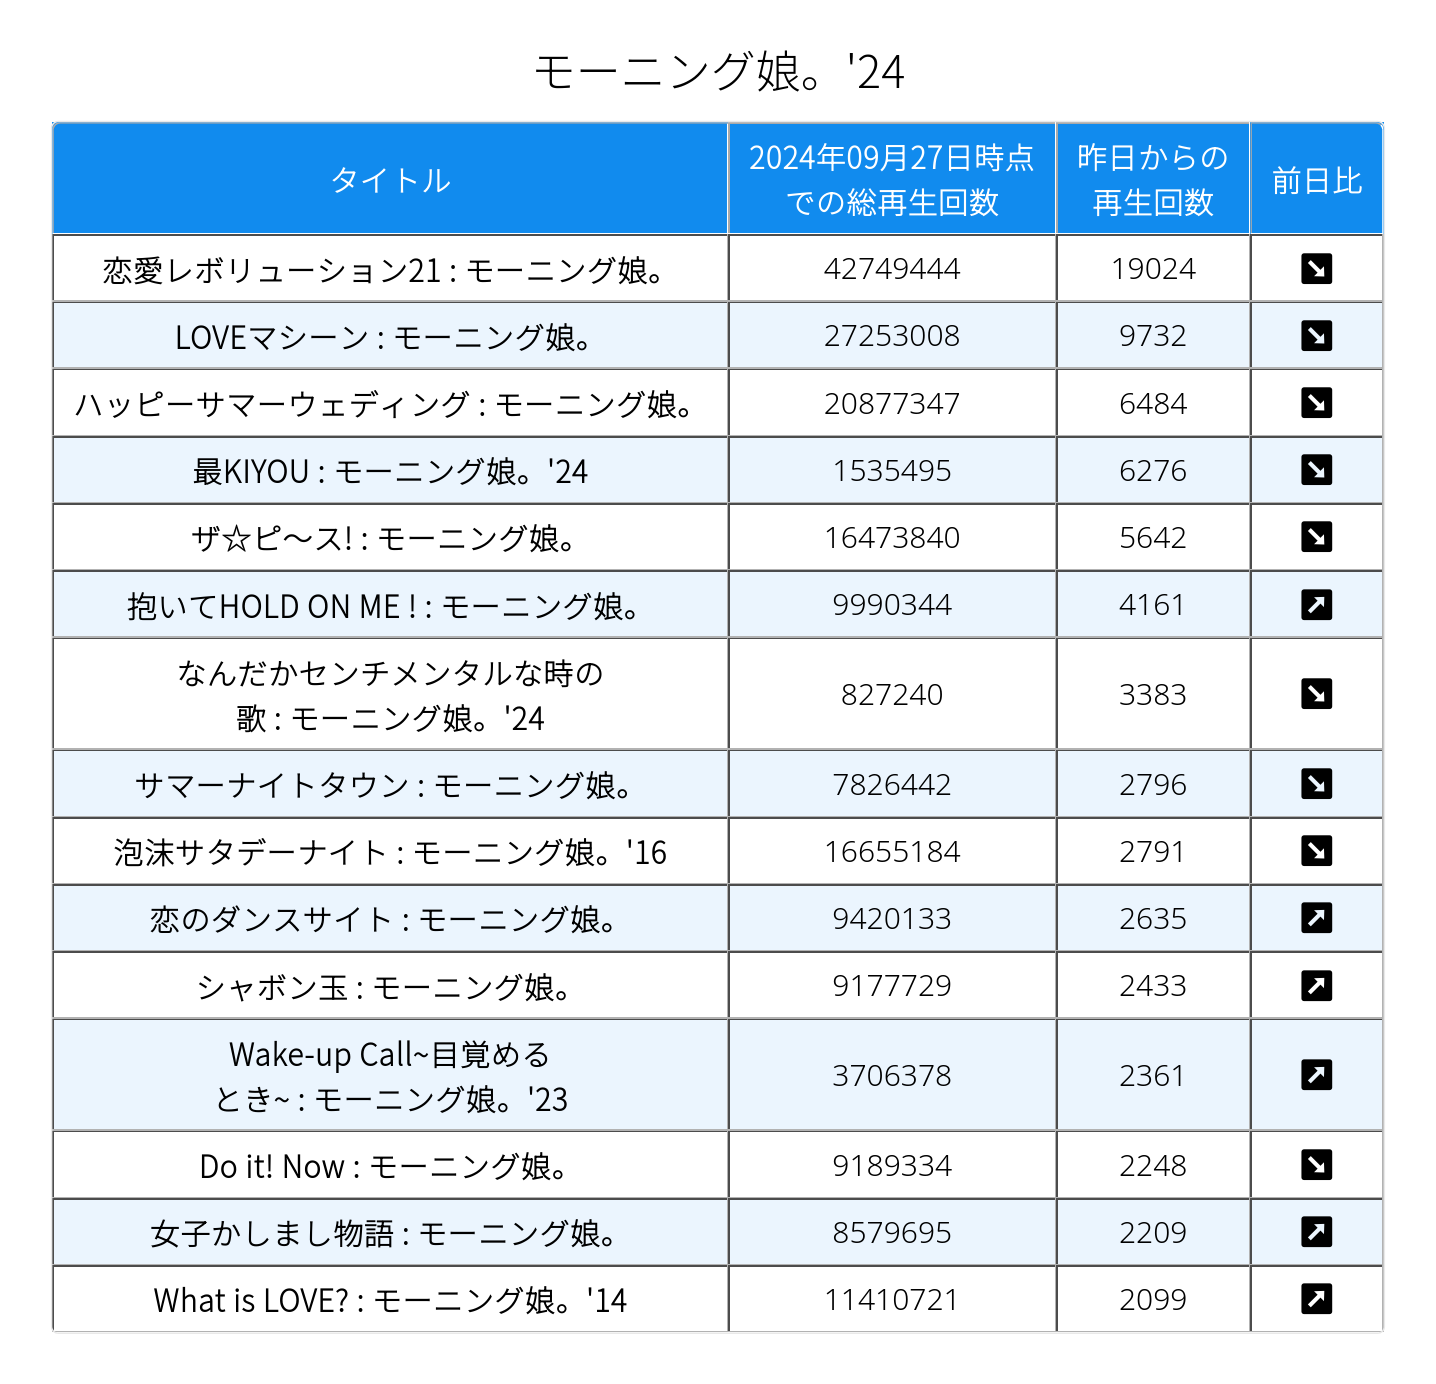 モーニング娘。'24
タイトル
2024年09月27日時点
での総再生回数
昨日からの
再生回数
前日比
恋愛レボリューション21 : モーニング娘。 42749444 19024 ↘
LOVEマシーン : モーニング娘。 27253008 9732 ↘
ハッピーサマーウェディング : モーニング娘。 20877347 6484 ↘
最KIYOU : モーニング娘。'24 1535495 6276 ↘
ザ☆ピ〜ス! : モーニング娘。 16473840 5642 ↘
抱いてHOLD ON ME ! : モーニング娘。 9990344 4161 ↗
なんだかセンチメンタルな時の
歌 : モーニング娘。'24 827240 3383 ↘
サマーナイトタウン : モーニング娘。 7826442 2796 ↘
泡沫サタデーナイト : モーニング娘。'16 16655184 2791 ↘
恋のダンスサイト : モーニング娘。 9420133 2635 ↗
シャボン玉 : モーニング娘。 9177729 2433 ↗
Wake-up Call~目覚める
とき~ : モーニング娘。'23 3706378 2361 ↗
Do it! Now : モーニング娘。 9189334 2248 ↘
女子かしまし物語 : モーニング娘。 8579695 2209 ↗
What is LOVE? : モーニング娘。'14 11410721 2099 ↗